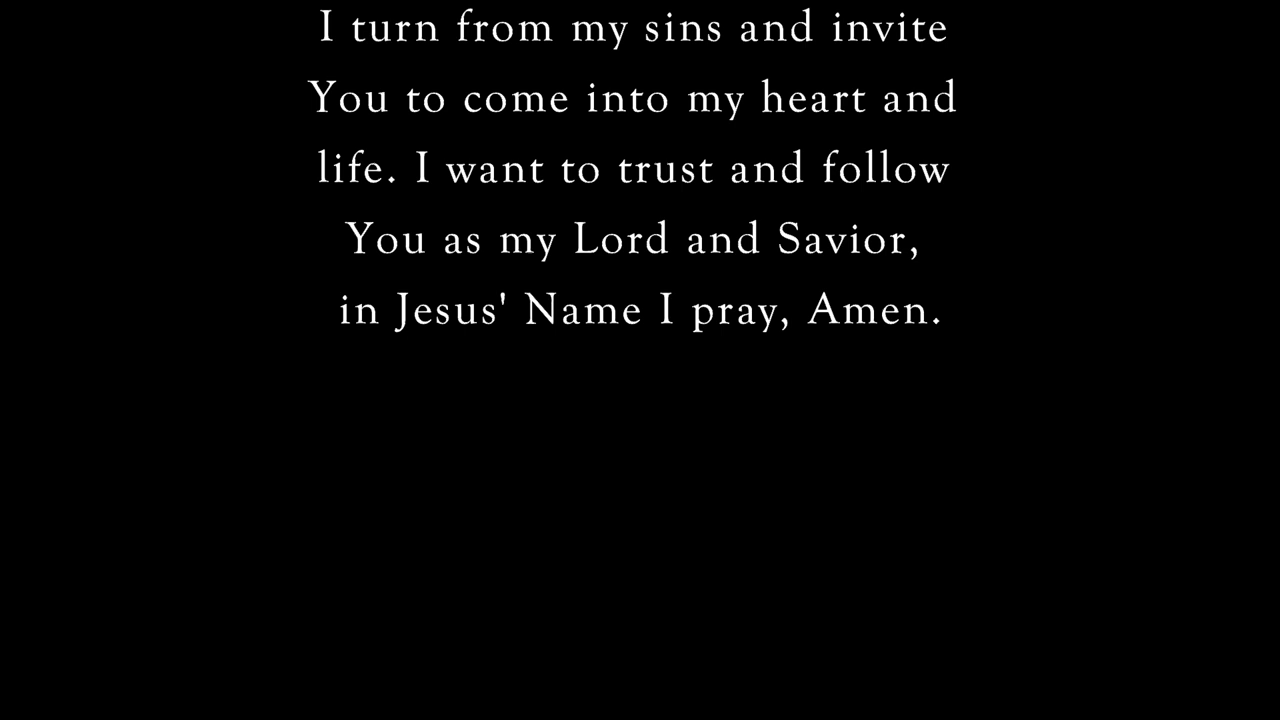 I turn from my sins and invite
You to come into my heart and
life. I want to trust and follow
You as my Lord and Savior,
in Jesus' Name I pray, Amen.